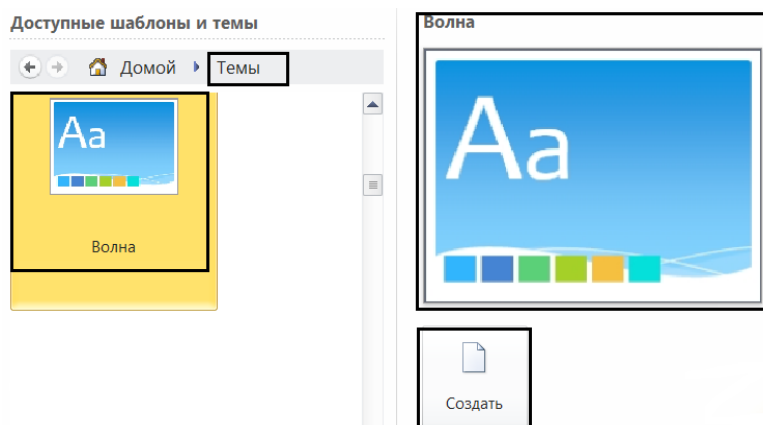 Доступные шаблоны и темы
Домой Темы
Aa
Волна
Волна
Aa
Создать